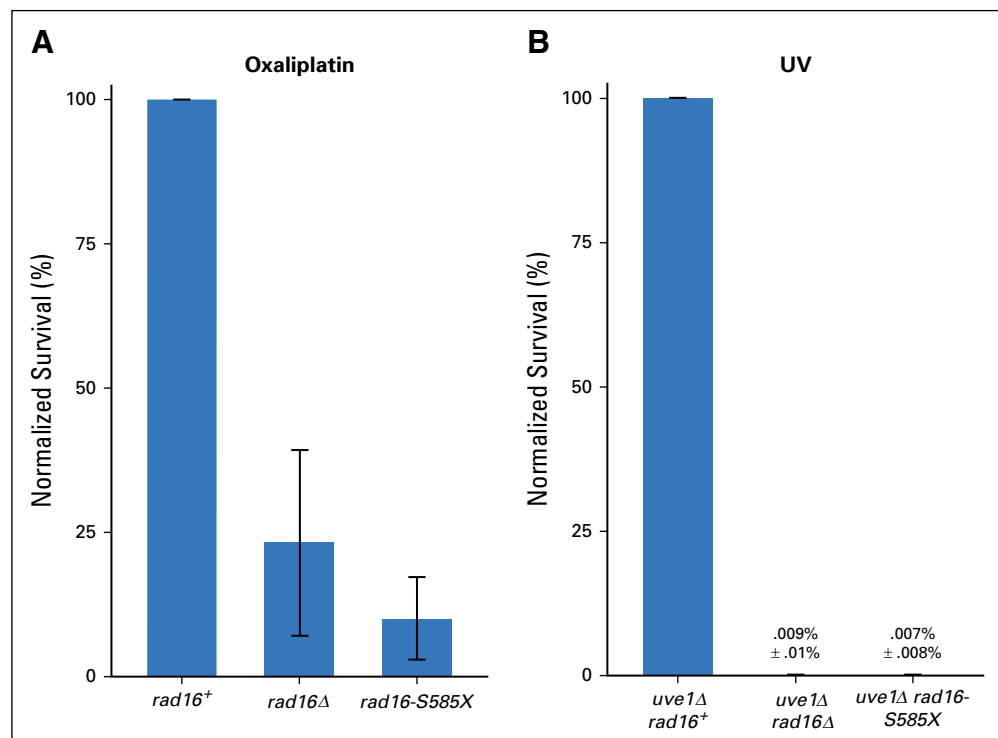 A
Oxaliplatin
Normalized Survival (%)
100
75
50
25
0
rad16+
rad16Δ
rad16-S585X
B
UV
Normalized Survival (%)
100
75
50
25
0
.009%
± .01%
.007%
± .008%
uve1Δ
rad16+
uve1Δ
rad16Δ
uve1Δ rad16-
S585X